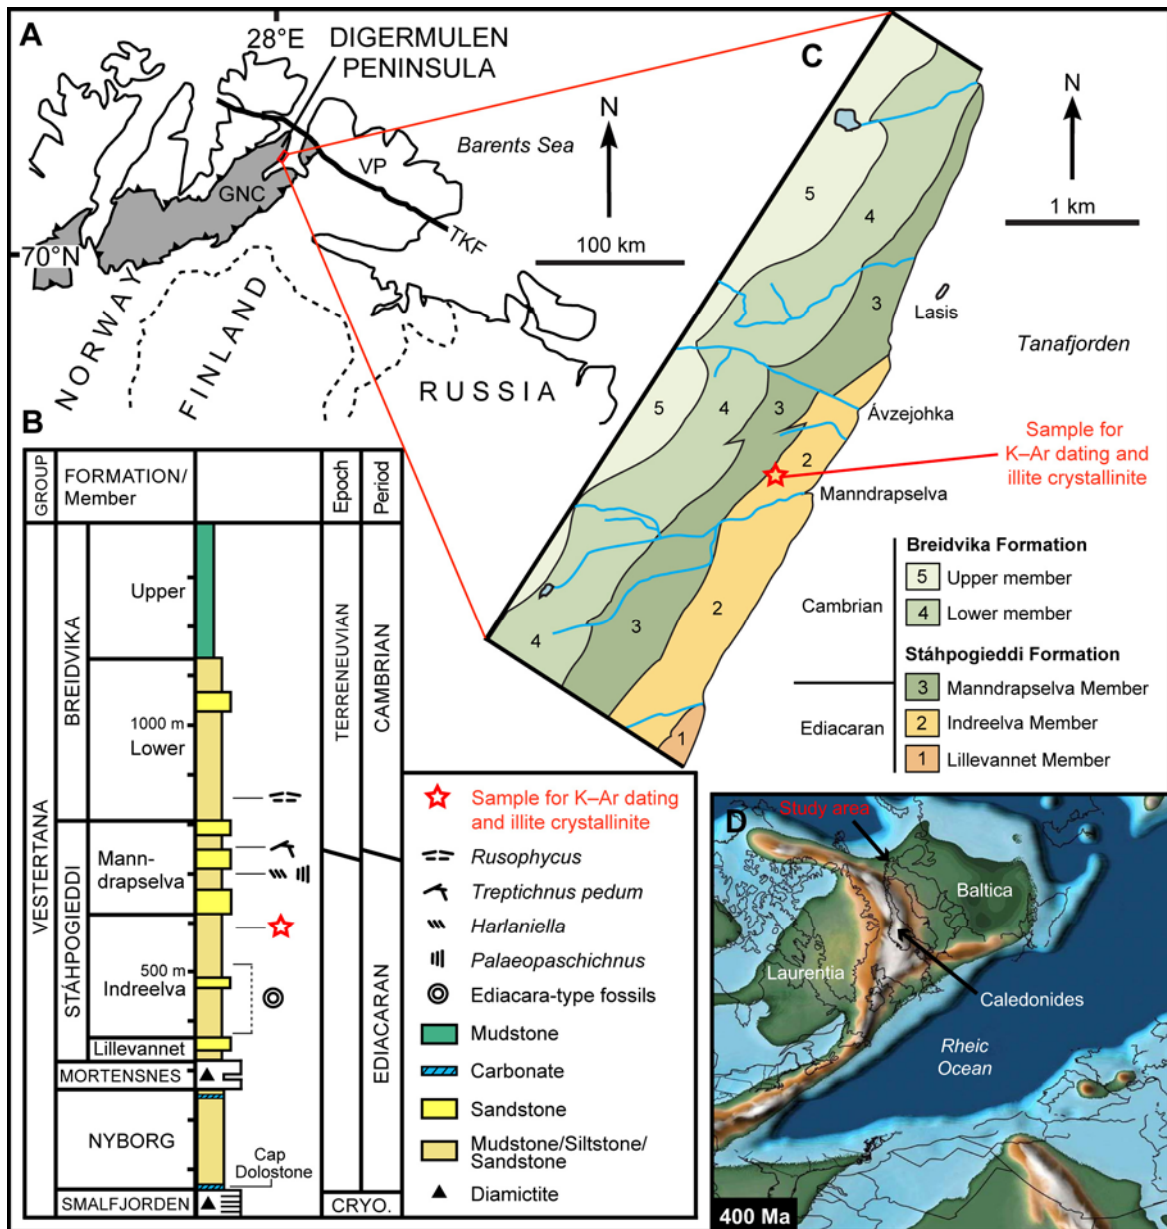 A
28°E
DIGERMULEN
PENINSULA
N
Barents Sea
VP
GNC
TKF
70°N
100 km
NORWAY
FINLAND
RUSSIA
C
N
1 km
5
4
3
Lasis
Tanafjorden
5
4
3
Ávzejohka
2
Sample for
K–Ar dating and
illite crystallinite
Manndrapselva
2
3
4
1
Breidvika Formation
Cambrian
5 Upper member
4 Lower member
Stáhpogieddi Formation
3 Manndrapselva Member
Ediacaran
2 Indreelva Member
1 Lillevannet Member
B
GROUP
FORMATION/
Member
Epoch
Period
VESTERTANA
BREIDVIKA
Upper
1000 m
Lower
TERRENEUVIAN
CAMBRIAN
STÁHPOGIEDDI
Mann-
drapselva
500 m
Indreelva
Lillevannet
EDIACARAN
MORTENSNES
NYBORG
Cap
Dolostone
SMALFJORDEN
CRYO.
Sample for K–Ar dating
and illite crystallinite
Rusophycus
Treptichnus pedum
Harlaniella
Palaeopaschichnus
Ediacara-type fossils
Mudstone
Carbonate
Sandstone
Mudstone/Siltstone/
Sandstone
Diamictite
D
Study area
Baltica
Laurentia
Caledonides
Rheic
Ocean
400 Ma